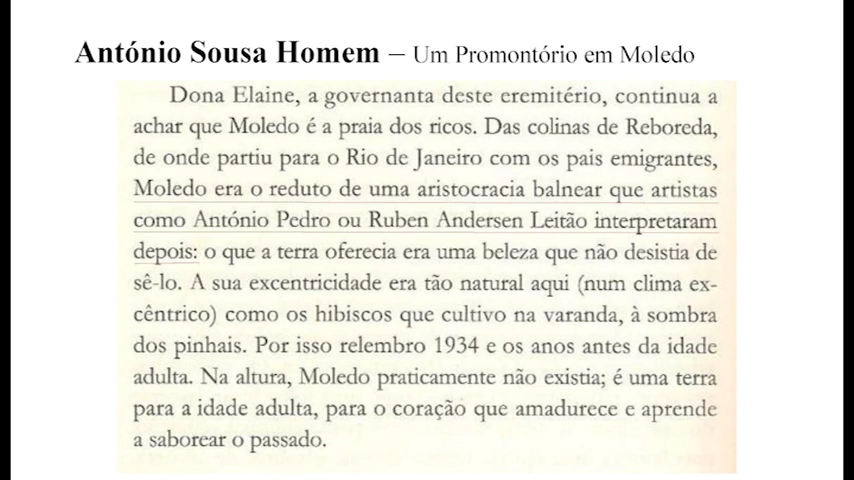 António Sousa Homem – Um Promontório em Moledo
Dona Elaine, a governanta deste eremitério, continua a
achar que Moledo é a praia dos ricos. Das colinas de Reboreda,
de onde partiu para o Rio de Janeiro com os pais emigrantes,
Moledo era o reduto de uma aristocracia balnear que artistas
como António Pedro ou Ruben Andersen Leitão interpretaram
depois: o que a terra oferecia era uma beleza que não desistia de
sê-lo. A sua excentricidade era tão natural aqui (num clima ex-
cêntrico) como os hibiscos que cultivo na varanda, à sombra
dos pinhais. Por isso relembro 1934 e os anos antes da idade
adulta. Na altura, Moledo praticamente não existia; é uma terra
para a idade adulta, para o coração que amadurece e aprende
a saborear o passado.